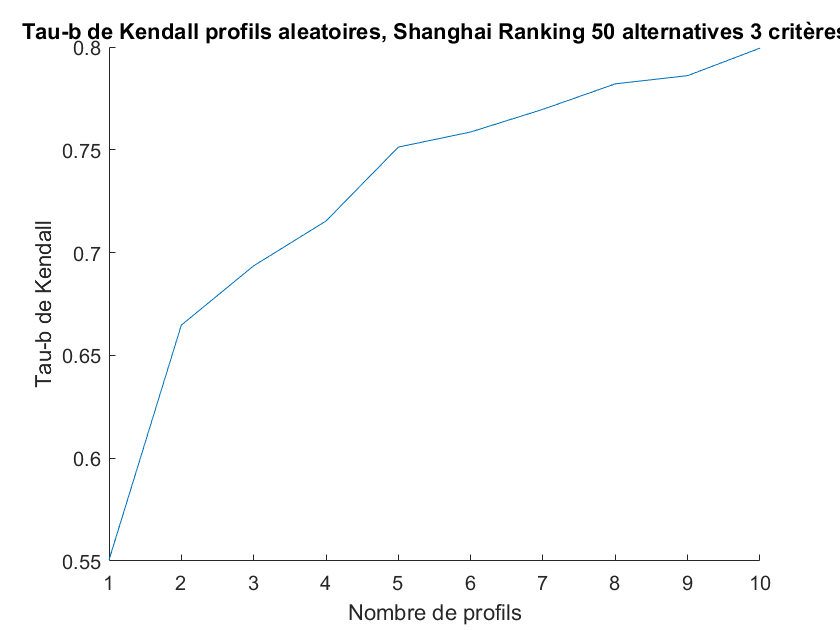 Tau-b de Kendall profils aleatoires, Shanghai Ranking 50 alternatives 3 critères
0.8
0.75
0.7
0.65
0.6
0.55
Tau-b de Kendall
1 2 3 4 5 6 7 8 9 10
Nombre de profils